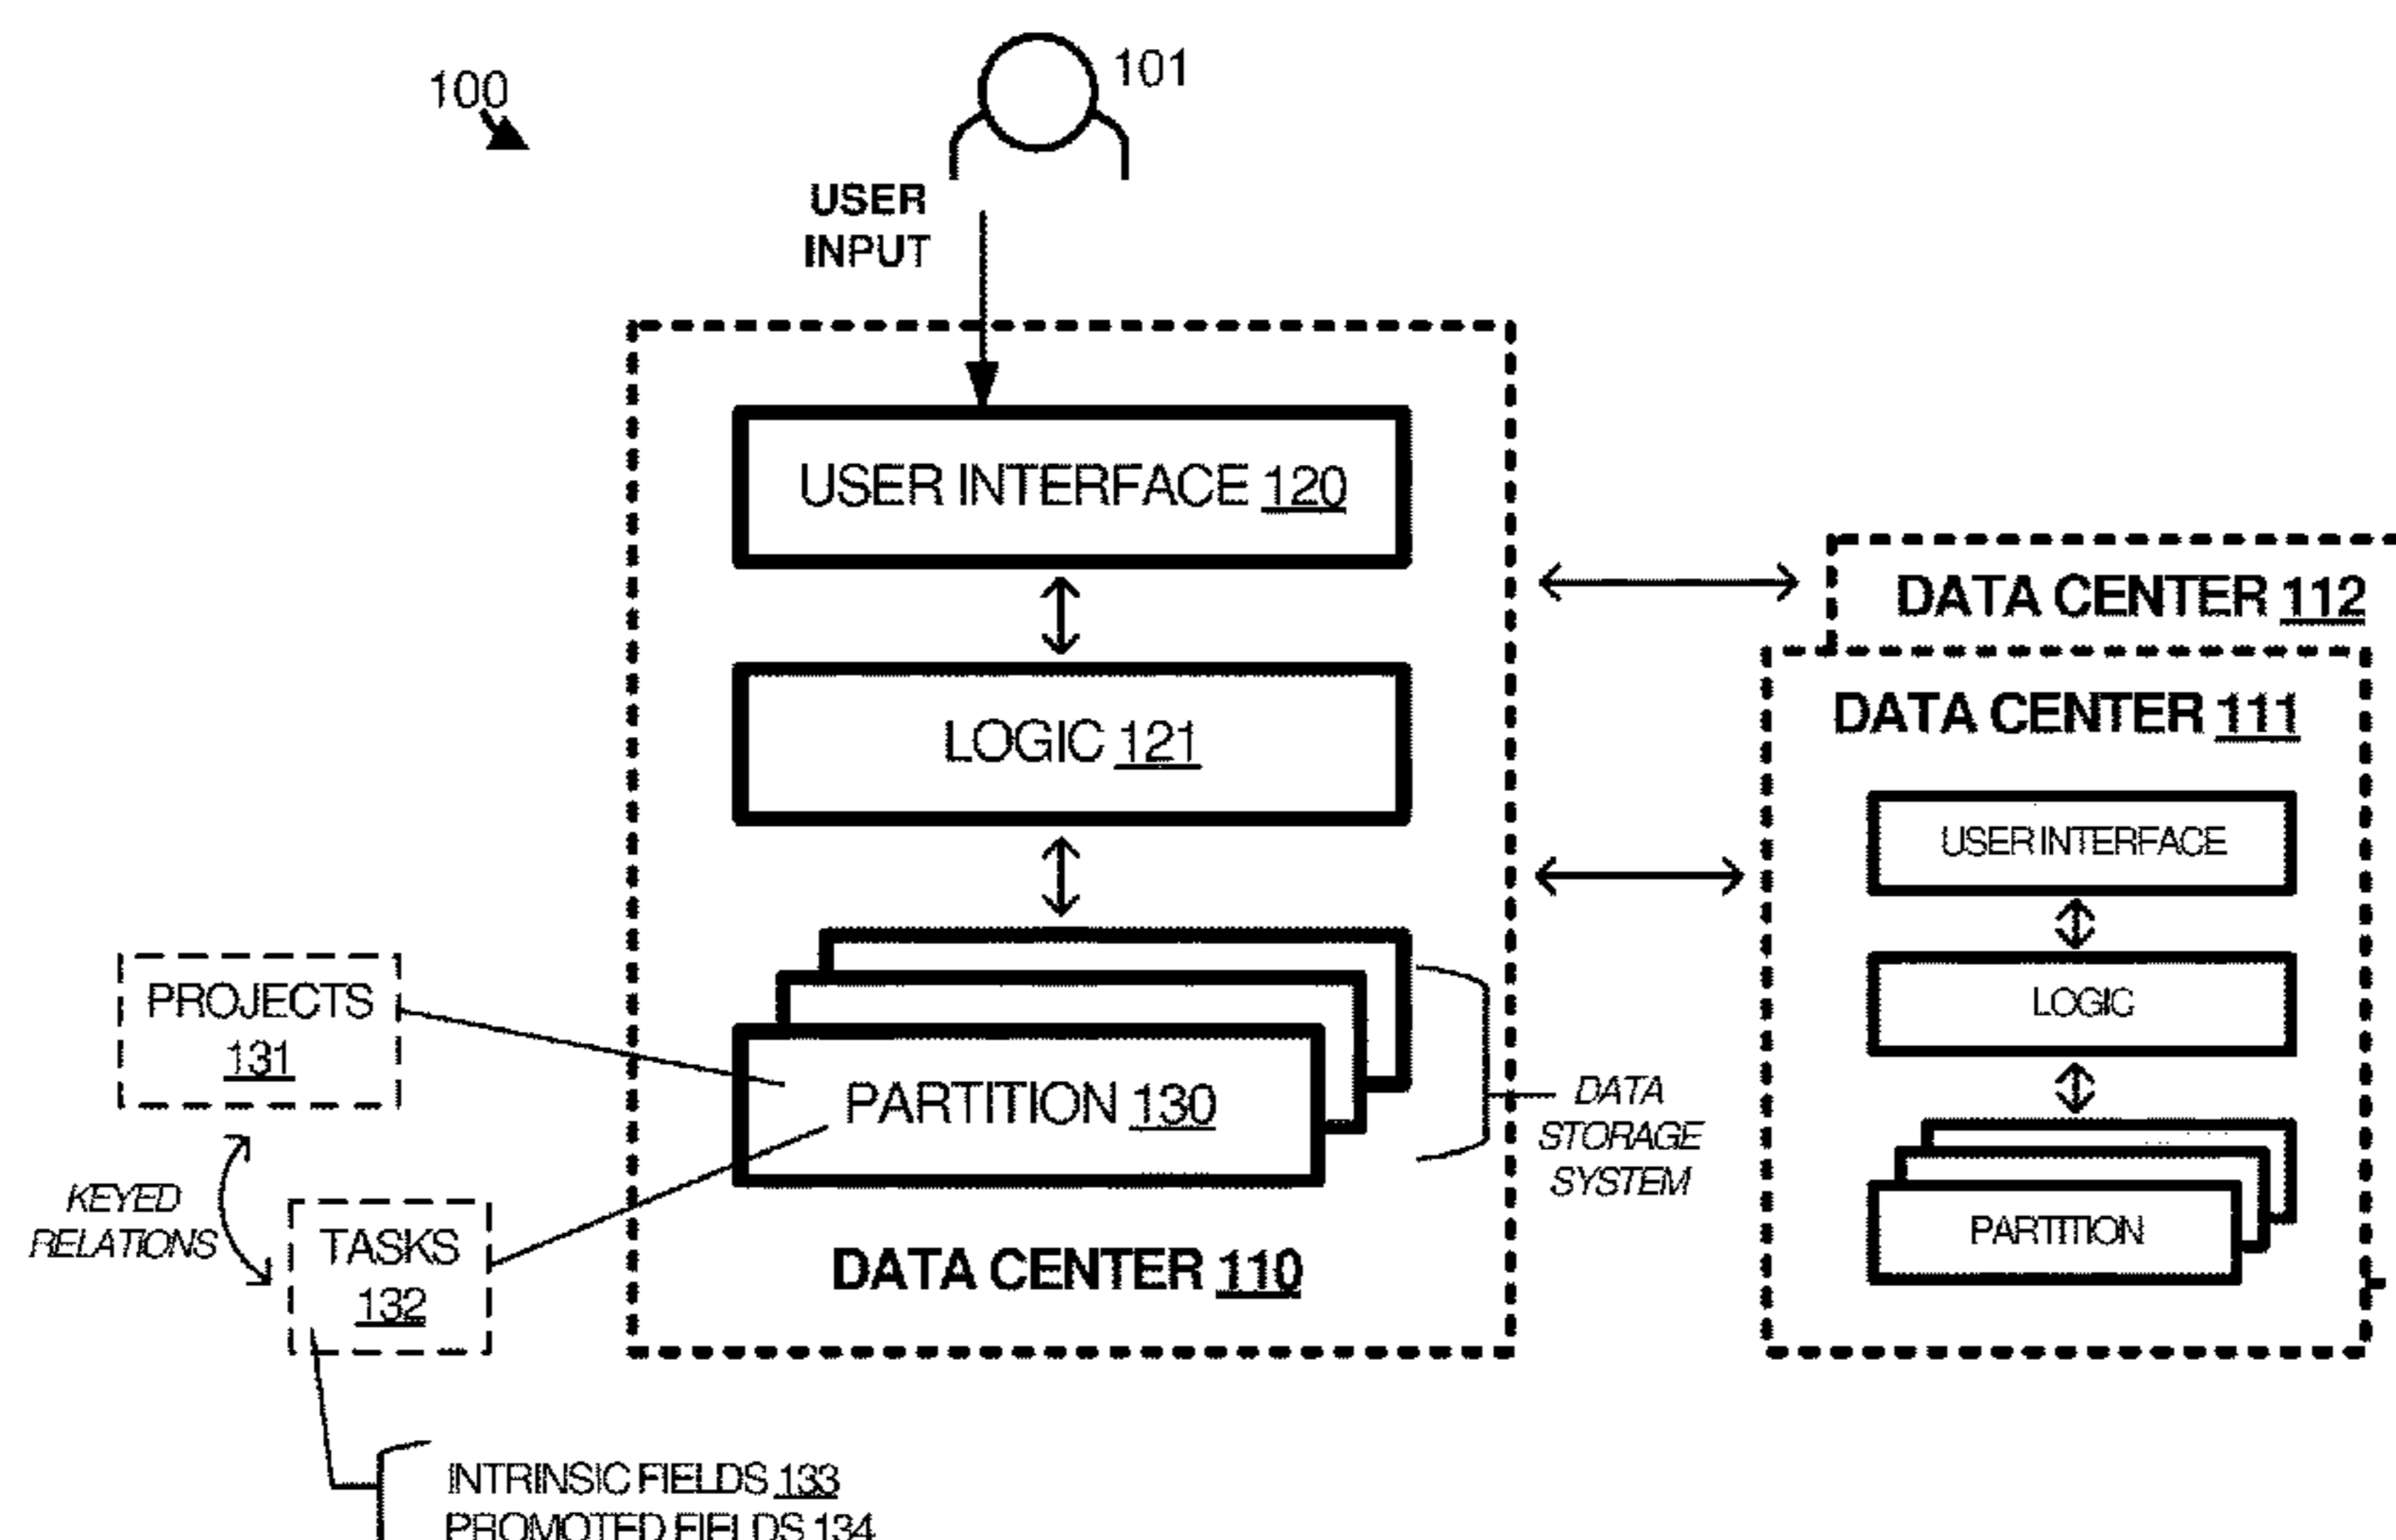 100
101
USER
INPUT
USER INTERFACE 120
LOGIC 121
PARTITION 130
DATA CENTER 110
DATA
STORAGE
SYSTEM
PROJECTS
131
KEYED
RELATIONS
TASKS
132
INTRINSIC FIELDS 133
PROMOTED FIELDS 134
DATA CENTER 112
DATA CENTER 111
USER INTERFACE
LOGIC
PARTITION